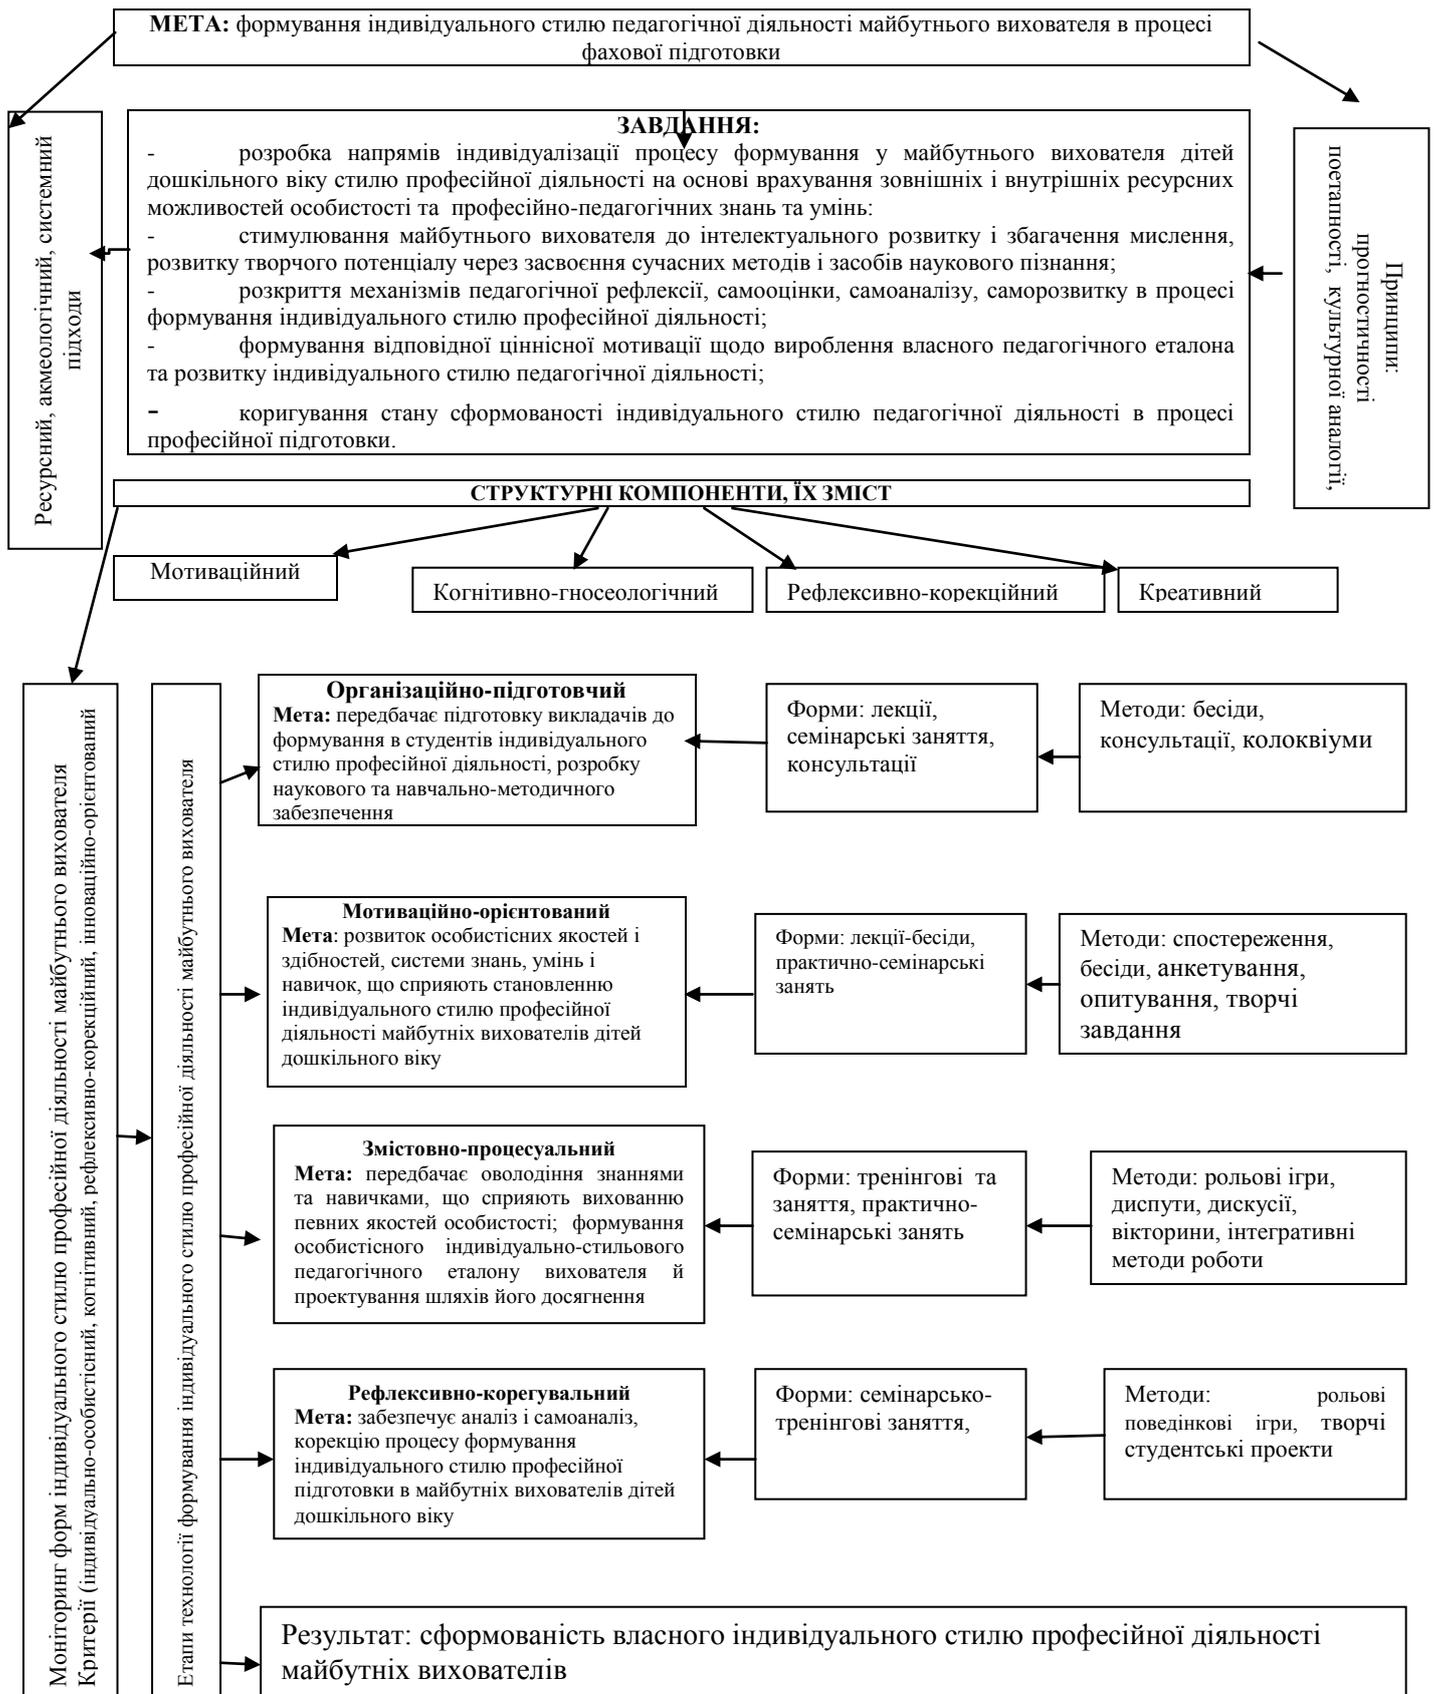 МЕТА: формування індивідуального стилю педагогічної діяльності майбутнього вихователя в процесі
фахової підготовки
Ресурсний, акмеологічний, системний
підходи
ЗАВДАННЯ:
- розробка напрямів індивідуалізації процесу формування у майбутнього вихователя дітей
дошкільного віку стилю професійної діяльності на основі врахування зовнішніх і внутрішніх ресурсних
можливостей особистості та професійно-педагогічних знань та умінь:
- стимулювання майбутнього вихователя до інтелектуального розвитку і збагачення мислення,
розвитку творчого потенціалу через засвоєння сучасних методів і засобів наукового пізнання;
- розкриття механізмів педагогічної рефлексії, самооцінки, самоаналізу, саморозвитку в процесі
формування індивідуального стилю професійної діяльності;
- формування відповідної ціннісної мотивації щодо вироблення власного педагогічного еталона
та розвитку індивідуального стилю педагогічної діяльності;
- коригування стану сформованості індивідуального стилю педагогічної діяльності в процесі
професійної підготовки.
Принципи:
прогностичності
поетапності, культурної аналогії,
СТРУКТУРНІ КОМПОНЕНТИ, ЇХ ЗМІСТ
Мотиваційний
Когнітивно-гносеологічний
Рефлексивно-корекційний
Креативний
Моніторинг форм індивідуального стилю професійної діяльності майбутнього вихователя
Критерії (індивідуально-особистісний, когнітивний, рефлексивно-корекційний, інноваційно-орієнтований
Етапи технології формування індивідуального стилю професійної діяльності майбутнього вихователя
Організаційно-підготовчий
Мета: передбачає підготовку викладачів до
формування в студентів індивідуального
стилю професійної діяльності, розробку
наукового та навчально-методичного
забезпечення
Форми: лекції,
семінарські заняття,
консультації
Методи: бесіди,
консультації, колоквіуми
Мотиваційно-орієнтований
Мета: розвиток особистісних якостей і
здібностей, системи знань, умінь і
навичок, що сприяють становленню
індивідуального стилю професійної
діяльності майбутніх вихователів дітей
дошкільного віку
Форми: лекції-бесіди,
практично-семінарські
занять
Методи: спостереження,
бесіди, анкетування,
опитування, творчі
завдання
Змістовно-процесуальний
Мета: передбачає оволодіння знаннями
та навичками, що сприяють вихованню
певних якостей особистості; формування
особистісного індивідуально-стильового
педагогічного еталону вихователя й
проектування шляхів його досягнення
Форми: тренінгові та
заняття, практично-
семінарські занять
Методи: рольові ігри,
диспути, дискусії,
вікторини, інтегративні
методи роботи
Рефлексивно-корегувальний
Мета: забезпечує аналіз і самоаналіз,
корекцію процесу формування
індивідуального стилю професійної
підготовки в майбутніх вихователів дітей
дошкільного віку
Форми: семінарсько-
тренінгові заняття,
Методи: рольові
поведінкові ігри, творчі
студентські проекти
Результат: сформованість власного індивідуального стилю професійної діяльності
майбутніх вихователів